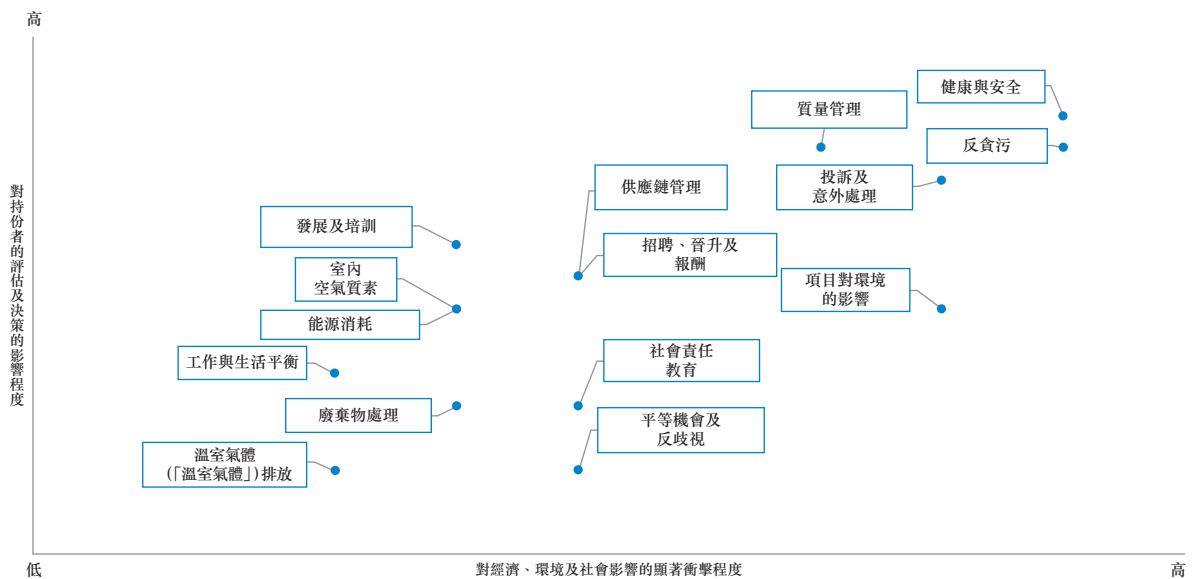 高
健康與安全
質量管理
反貪污
投訴及
意外處理
供應鏈管理
發展及培訓
招聘、晉升及
報酬
室內
空氣質素
項目對環境
的影響
能源消耗
工作與生活平衡
社會責任
教育
廢棄物處理
平等機會及
反歧視
溫室氣體
(「溫室氣體」)排放
對持份者的評估及決策的影響程度
低
對經濟、環境及社會影響的顯著衝擊程度
高